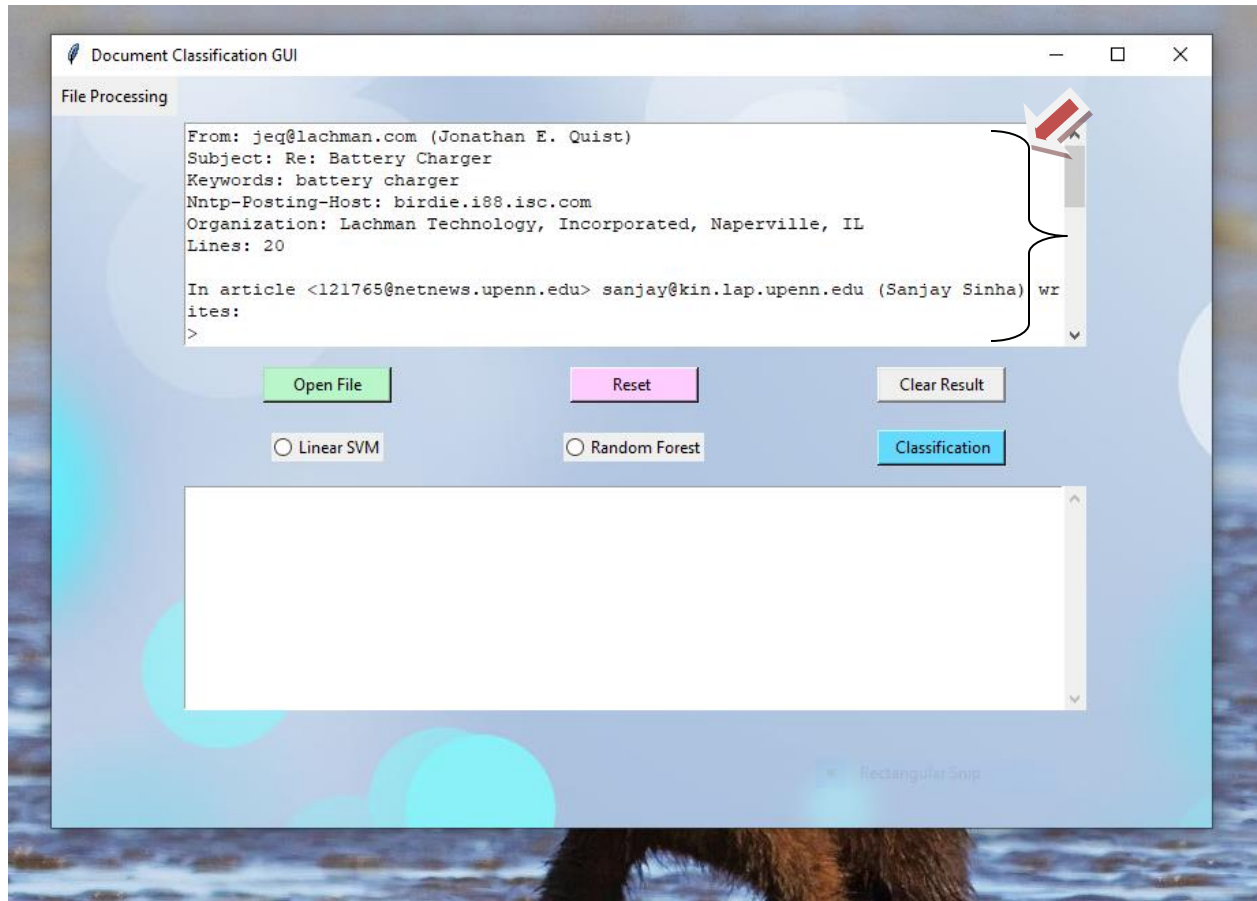 Document Classification GUI
File Processing
From: jeq@lachman.com (Jonathan E. Quist)
Subject: Re: Battery Charger
Keywords: battery charger
Nntp-Posting-Host: birdie.i88.isc.com
Organization: Lachman Technology, Incorporated, Naperville, IL
Lines: 20
In article <121765@netnews.upenn.edu> sanjay@kin.lap.upenn.edu (Sanjay Sinha) wr
ites:
>
Open File Reset Clear Result
Linear SVM Random Forest Classification
Rectangular Snip